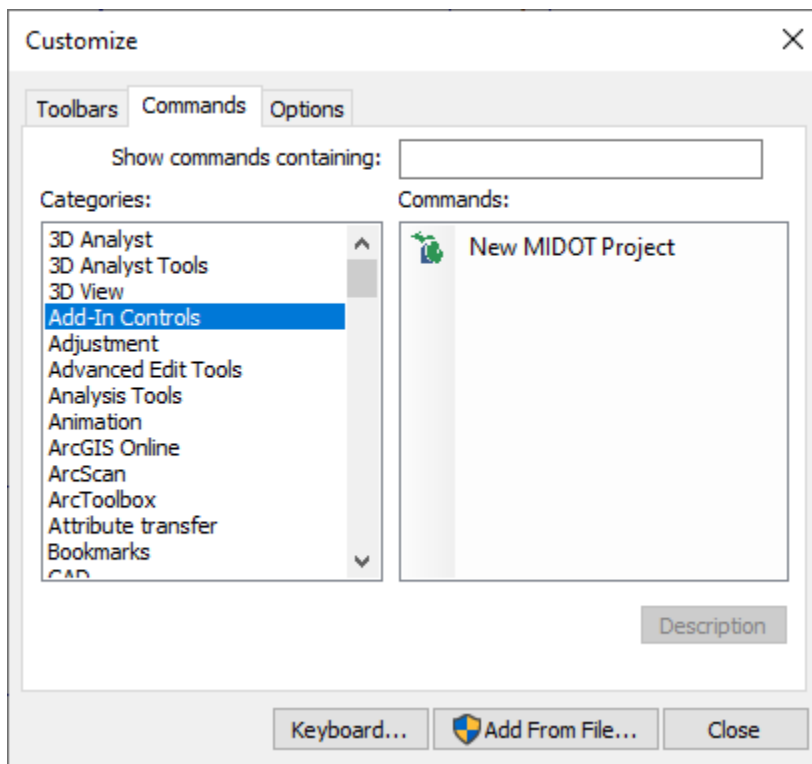 Customize
Toolbars Commands Options
Show commands containing:
Categories:
Commands:
3D Analyst
3D Analyst Tools
3D View
Add-In Controls
Adjustment
Advanced Edit Tools
Analysis Tools
Animation
ArcGIS Online
ArcScan
ArcToolbox
Attribute transfer
Bookmarks
CAD
New MIDOT Project
Description
Keyboard... Add From File... Close